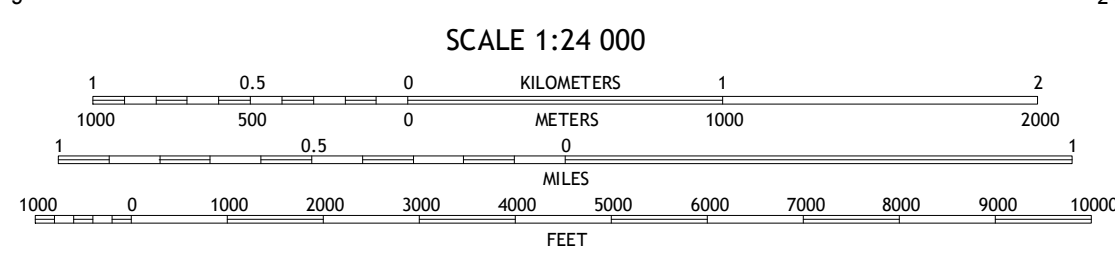 SCALE 1:24 000
1 0.5 0 KILOMETERS 1 2
1000 500 0 METERS 1000 2000
1 0.5 0 1
MILES
1000 0 1000 2000 3000 4000 5000 6000 7000 8000 9000 10000
FEET